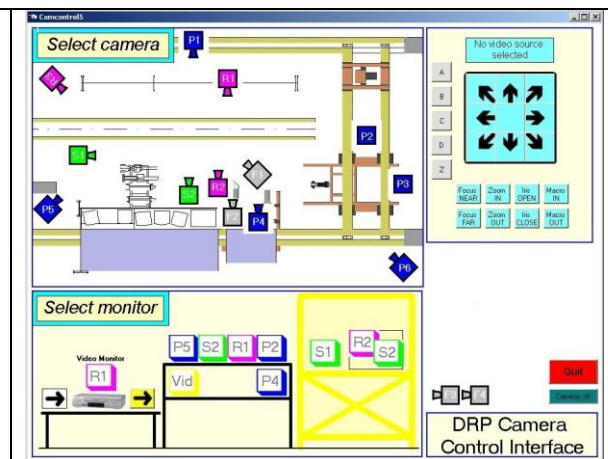 Camcontrol5
Select camera
P1
R1
S1
S2
R2
F1
F2
P4
P2
P3
P5
P6
No video source
selected
A
B
C
D
Z
Focus NEAR
Zoom IN
Iris OPEN
Macro IN
Focus FAR
Zoom OUT
Iris CLOSE
Macro OUT
Select monitor
Video Monitor
R1
P5 S2 R1 P2
Vid P4
S1 R2 S2
Quit
Cameras off
DRP Camera
Control Interface